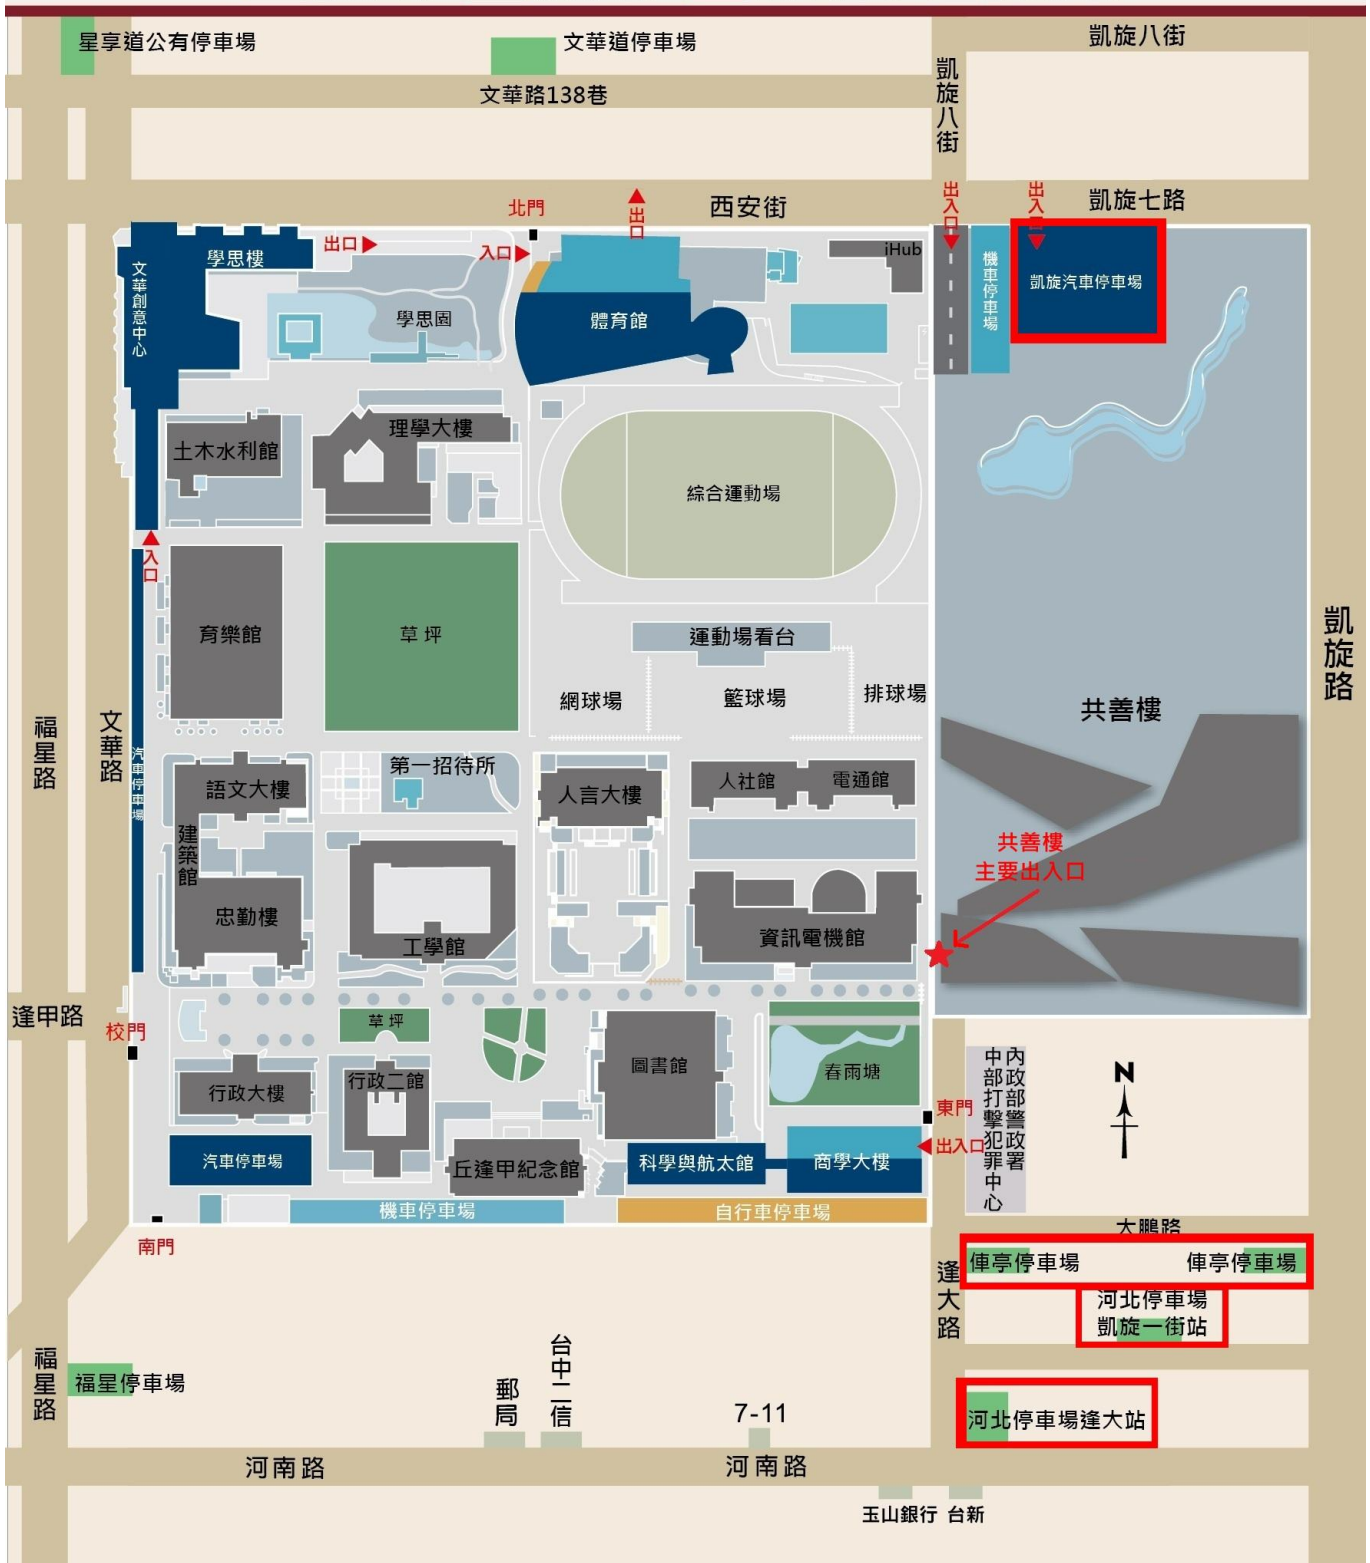 星享道公有停車場
文華道停車場
凱旋八街
文華路138巷
凱旋八街
西安街
凱旋七路
北門
出口
出口
入口
出入口
出入口
學思樓
文華創意中心
學思園
體育館
iHub
機車停車場
凱旋汽車停車場
土木水利館
理學大樓
綜合運動場
入口
育樂館
草坪
運動場看台
網球場
籃球場
排球場
共善樓
凱旋路
福星路
文華路
汽車停車場
語文大樓
第一招待所
人言大樓
人社館
電通館
建築館
共善樓
主要出入口
忠勤樓
工學館
資訊電機館
逢甲路
校門
草坪
行政大樓
行政二館
圖書館
春雨塘
內政部警政署
中部打擊犯罪中心
N
東門
出入口
汽車停車場
丘逢甲紀念館
科學與航太館
商學大樓
機車停車場
自行車停車場
南門
大鵬路
俥亭停車場
俥亭停車場
逢大路
河北停車場
凱旋一街站
福星路
福星停車場
郵局
台中二信
7-11
河北停車場逢大站
河南路
河南路
玉山銀行
台新